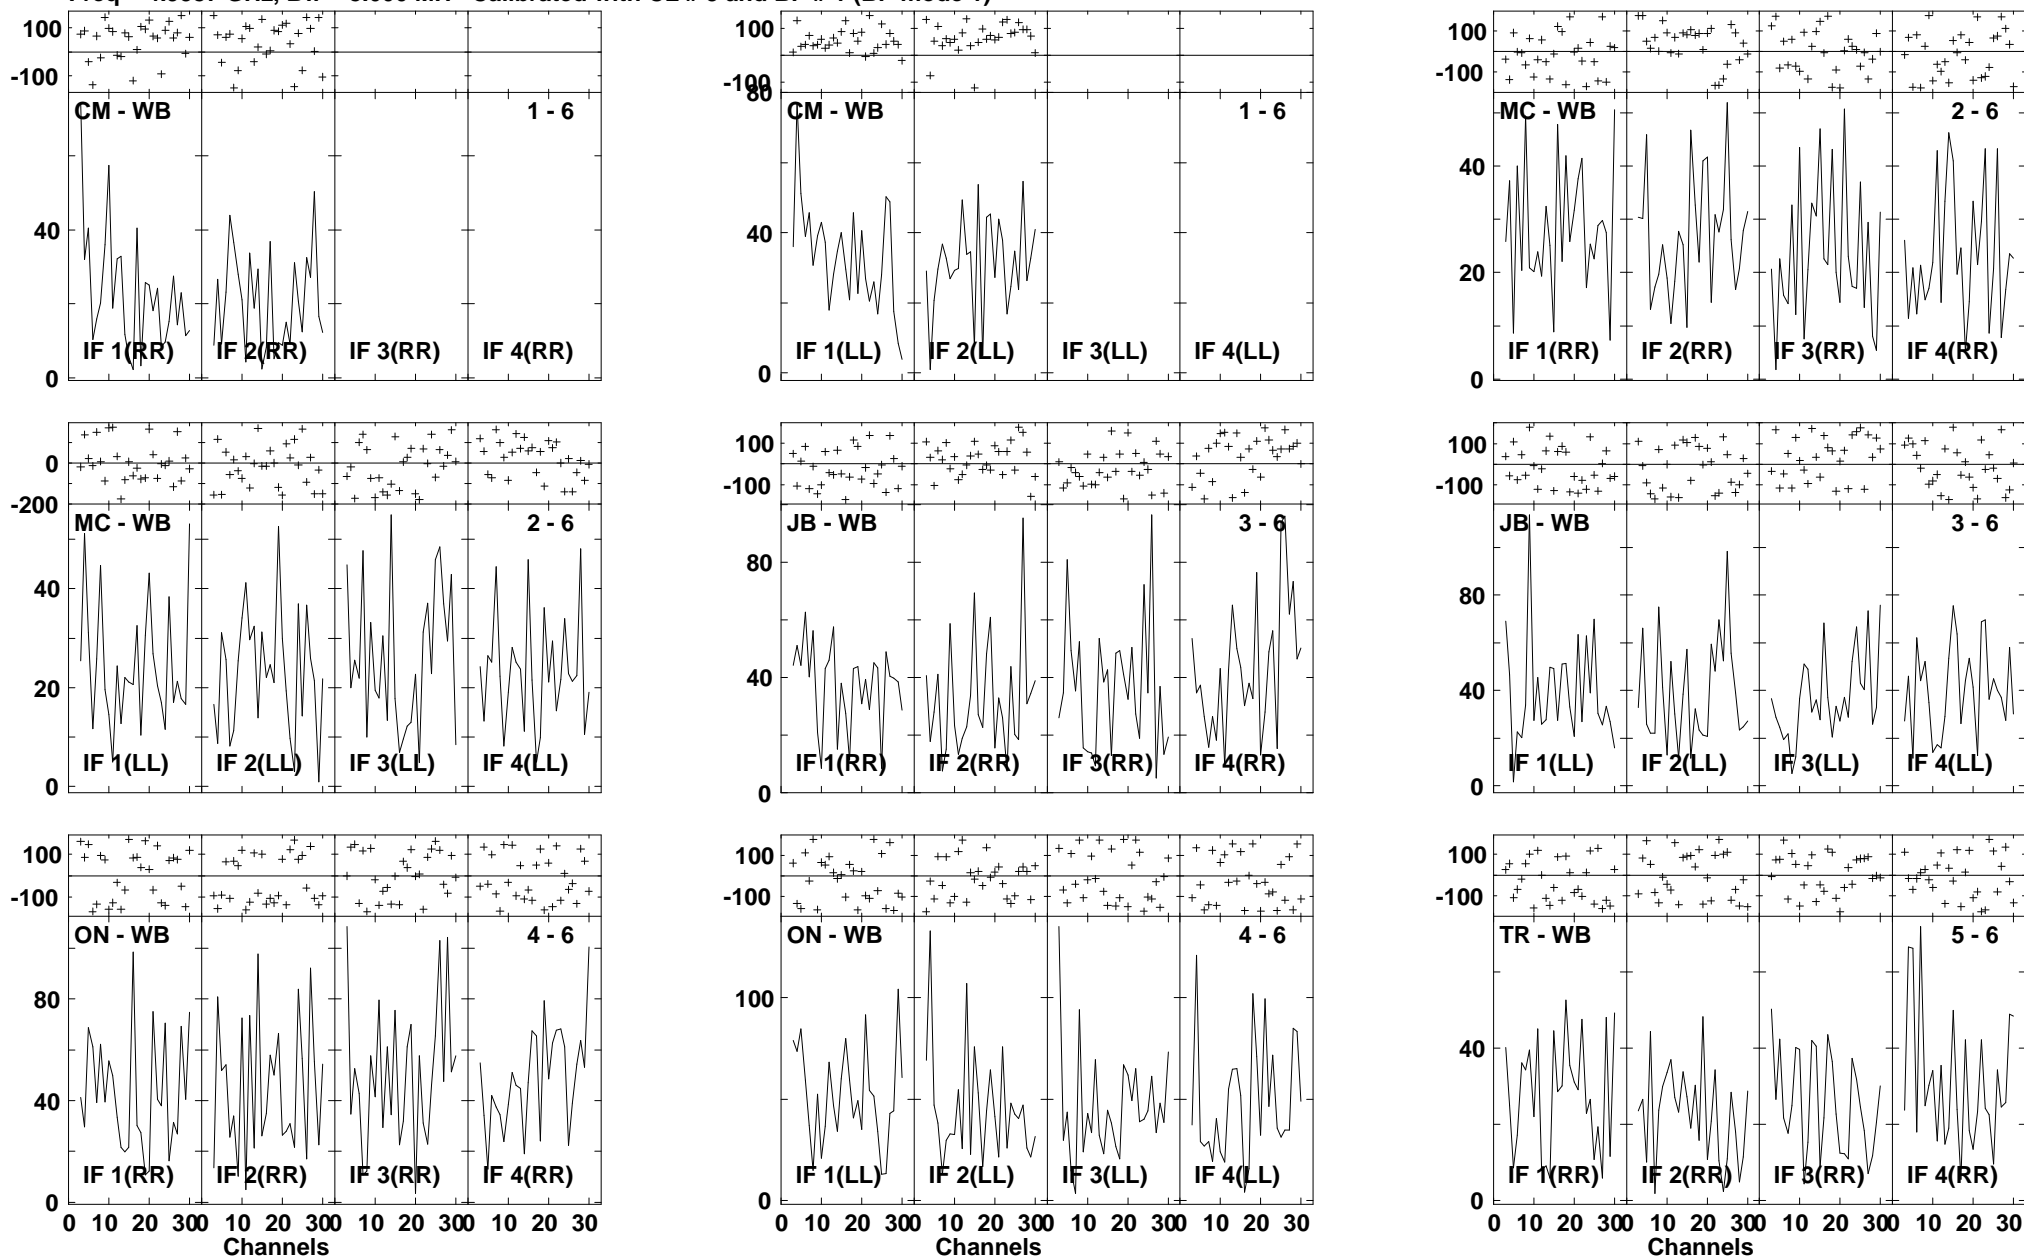 100
-100
CM - WB 1 - 6
40
0
IF 1(RR) IF 2(RR) IF 3(RR) IF 4(RR)
100
-100
80
CM - WB 1 - 6
40
0
IF 1(LL) IF 2(LL) IF 3(LL) IF 4(LL)
100
-100
MC - WB 2 - 6
40
20
0
IF 1(RR) IF 2(RR) IF 3(RR) IF 4(RR)
0
-200
MC - WB 2 - 6
40
20
0
IF 1(LL) IF 2(LL) IF 3(LL) IF 4(LL)
100
-100
JB - WB 3 - 6
80
40
0
IF 1(RR) IF 2(RR) IF 3(RR) IF 4(RR)
100
-100
JB - WB 3 - 6
80
40
0
IF 1(LL) IF 2(LL) IF 3(LL) IF 4(LL)
100
-100
ON - WB 4 - 6
80
40
0
IF 1(RR) IF 2(RR) IF 3(RR) IF 4(RR)
0 10 20 30 0 10 20 30 0 10 20 30 0 10 20 30
Channels
100
-100
ON - WB 4 - 6
100
0
IF 1(LL) IF 2(LL) IF 3(LL) IF 4(LL)
0 10 20 30 0 10 20 30 0 10 20 30 0 10 20 30
Channels
100
-100
TR - WB 5 - 6
40
0
IF 1(RR) IF 2(RR) IF 3(RR) IF 4(RR)
0 10 20 30 0 10 20 30 0 10 20 30 0 10 20 30
Channels